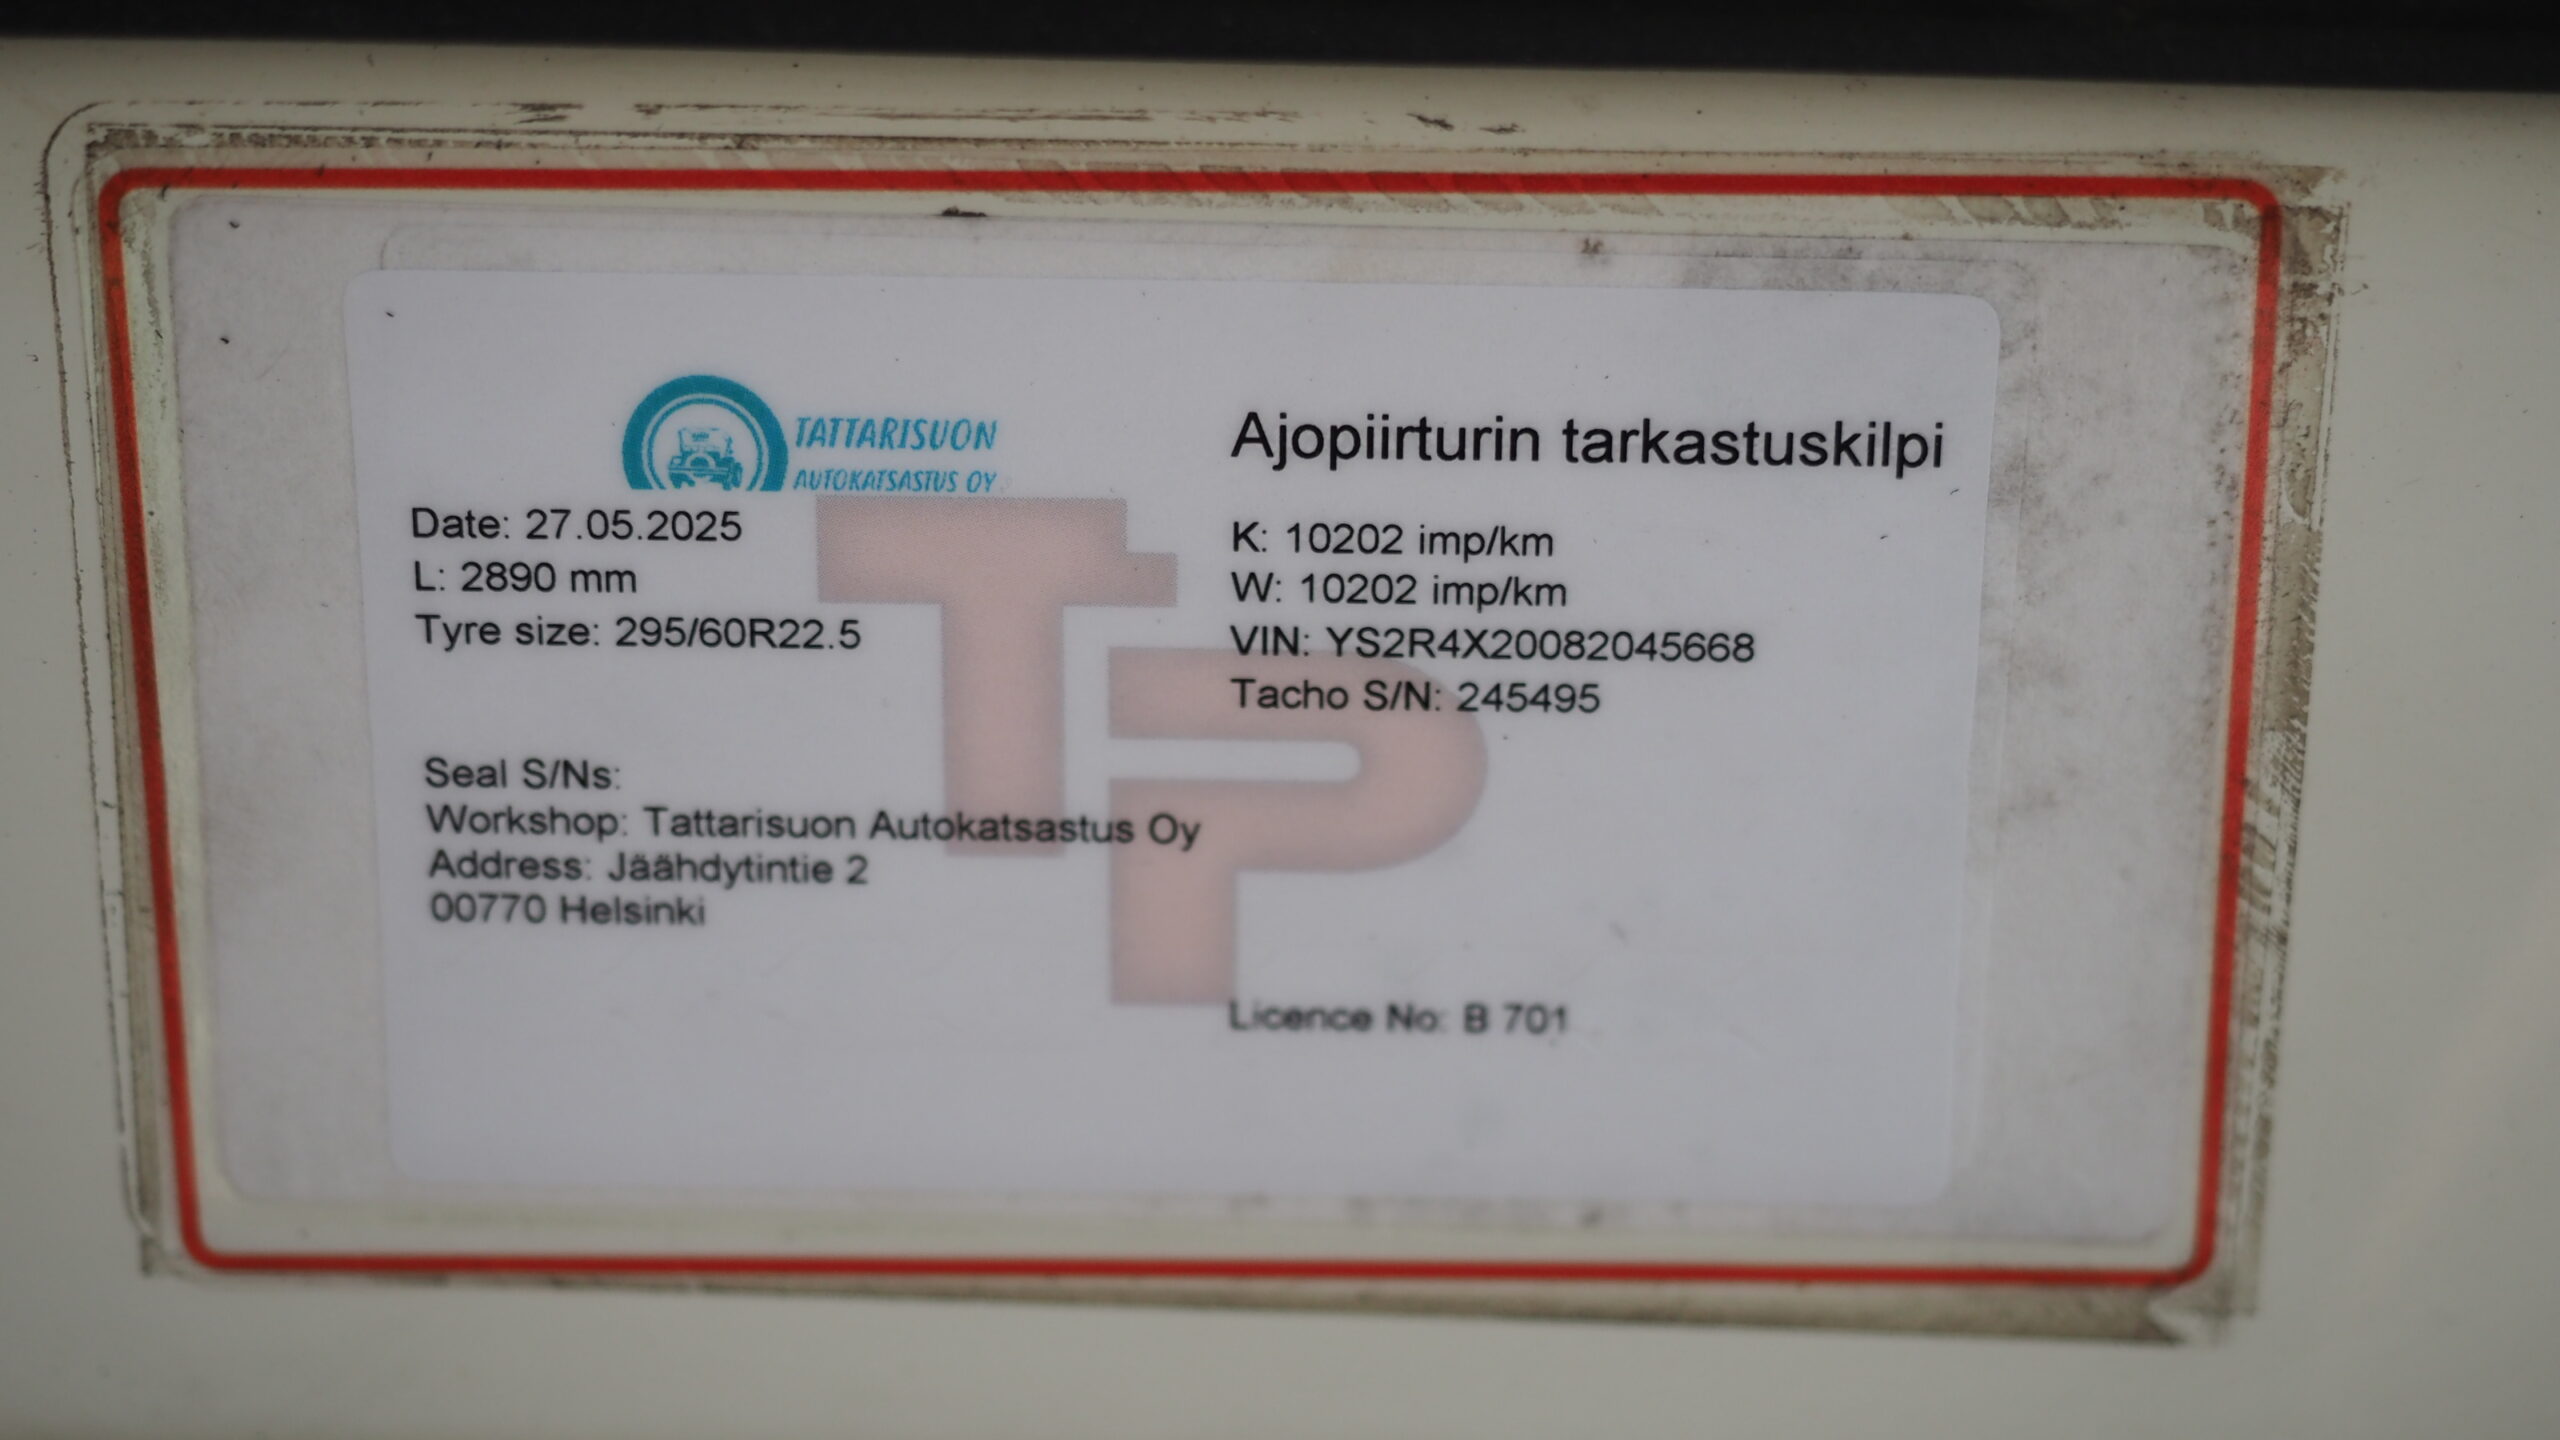 TATTARISUON
AUTOKATSASTUS OY
Ajopiirturin tarkastuskilpi
Date: 27.05.2025
L: 2890 mm
Tyre size: 295/60R22.5
K: 10202 imp/km
W: 10202 imp/km
VIN: YS2R4X20082045668
Tacho S/N: 245495
Seal S/Ns:
Workshop: Tattarisuon Autokatsastus Oy
Address: Jäähdytintie 2
00770 Helsinki
TP
Licence No: B 701